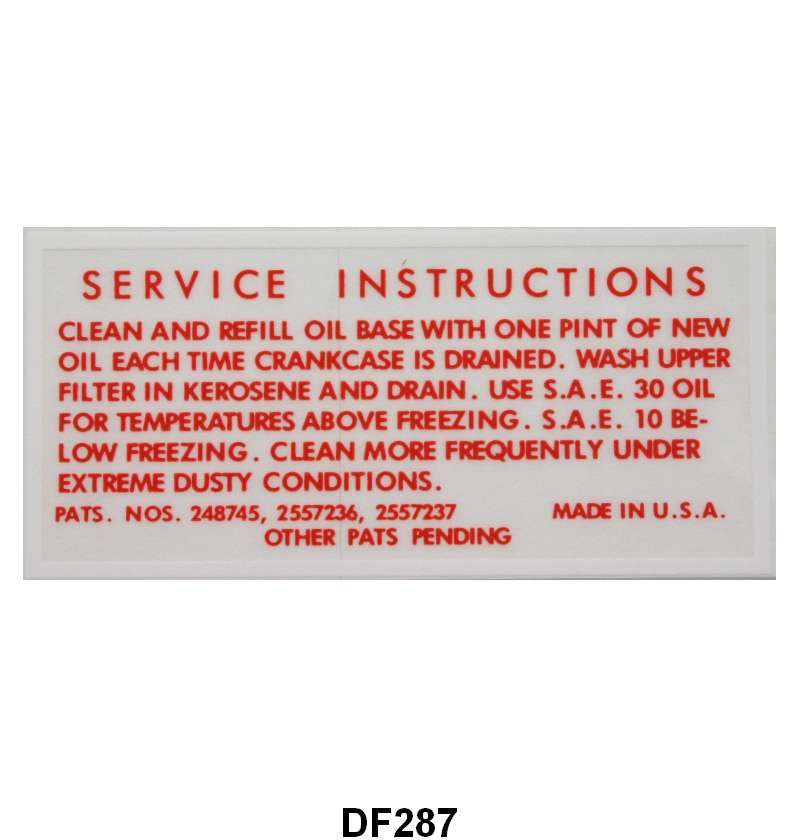 SERVICE INSTRUCTIONS
CLEAN AND REFILL OIL BASE WITH ONE PINT OF NEW
OIL EACH TIME CRANKCASE IS DRAINED. WASH UPPER
FILTER IN KEROSENE AND DRAIN. USE S.A.E. 30 OIL
FOR TEMPERATURES ABOVE FREEZING. S.A.E. 10 BE-
LOW FREEZING. CLEAN MORE FREQUENTLY UNDER
EXTREME DUSTY CONDITIONS.
PATS. NOS. 248745, 2557236, 2557237 MADE IN U.S.A.
OTHER PATS PENDING
DF287